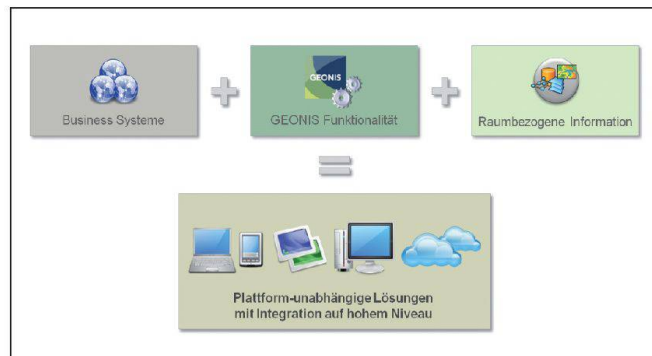 GEONIS
Business Systeme
GEONIS Funktionalität
Raumbezogene Information
Plattform-unabhängige Lösungen
mit Integration auf hohem Niveau